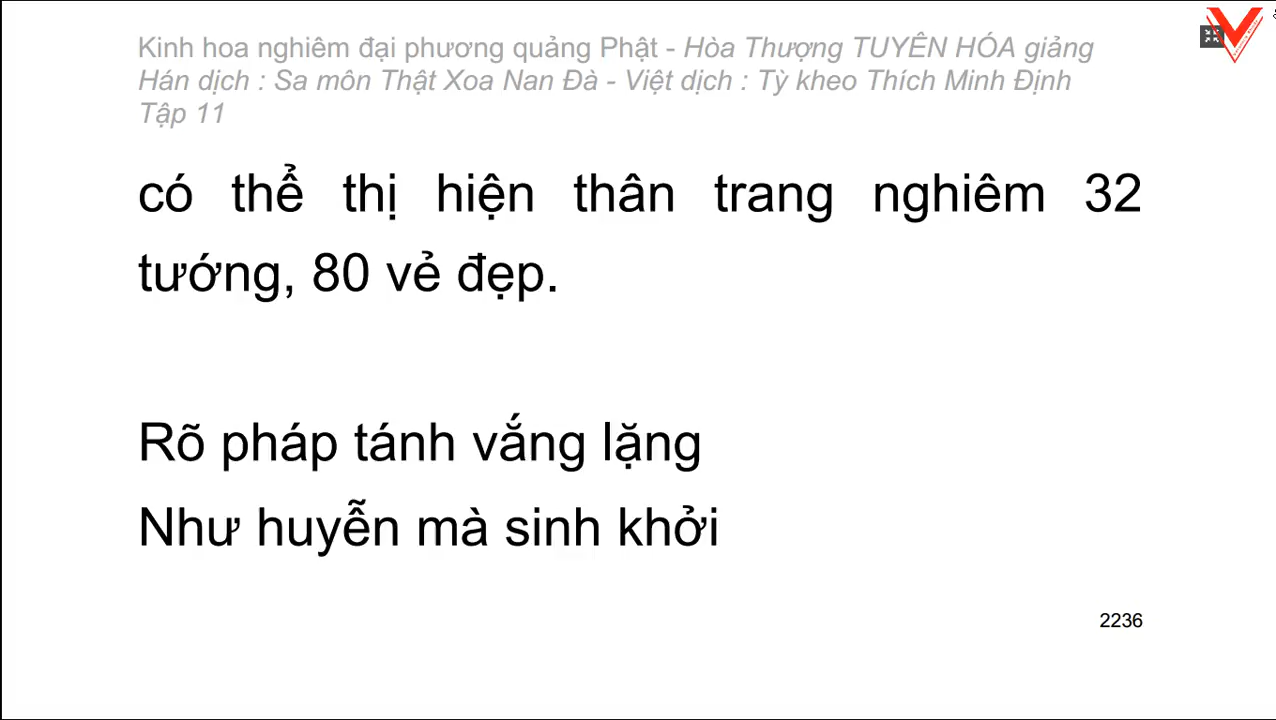 Kinh hoa nghiêm đại phương quảng Phật - Hòa Thượng TUYÊN HÓA giảng
Hán dịch : Sa môn Thật Xoa Nan Đà - Việt dịch : Tỳ kheo Thích Minh Định
Tập 11
có thể thị hiện thân trang nghiêm 32
tướng, 80 vẻ đẹp.
Rõ pháp tánh vắng lặng
Như huyễn mà sinh khởi
2236